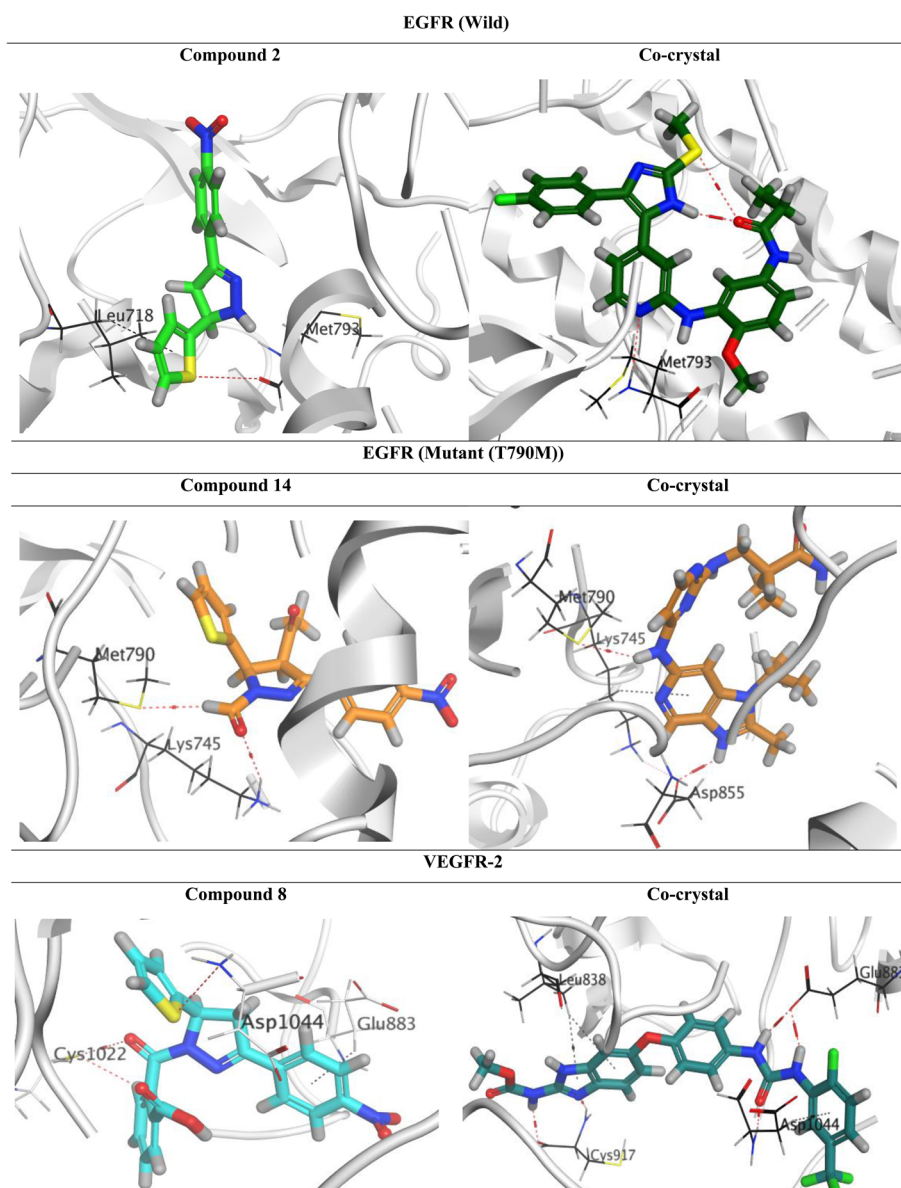 EGFR (Wild)
Compound 2
Co-crystal
Leu718
Met793
Met793
EGFR (Mutant (T790M))
Compound 14
Co-crystal
Met790
Lys745
Met790
Lys745
Asp855
VEGFR-2
Compound 8
Co-crystal
Cys1022
Asp1044
Glu883
Leu838
Cys917
Asp1044